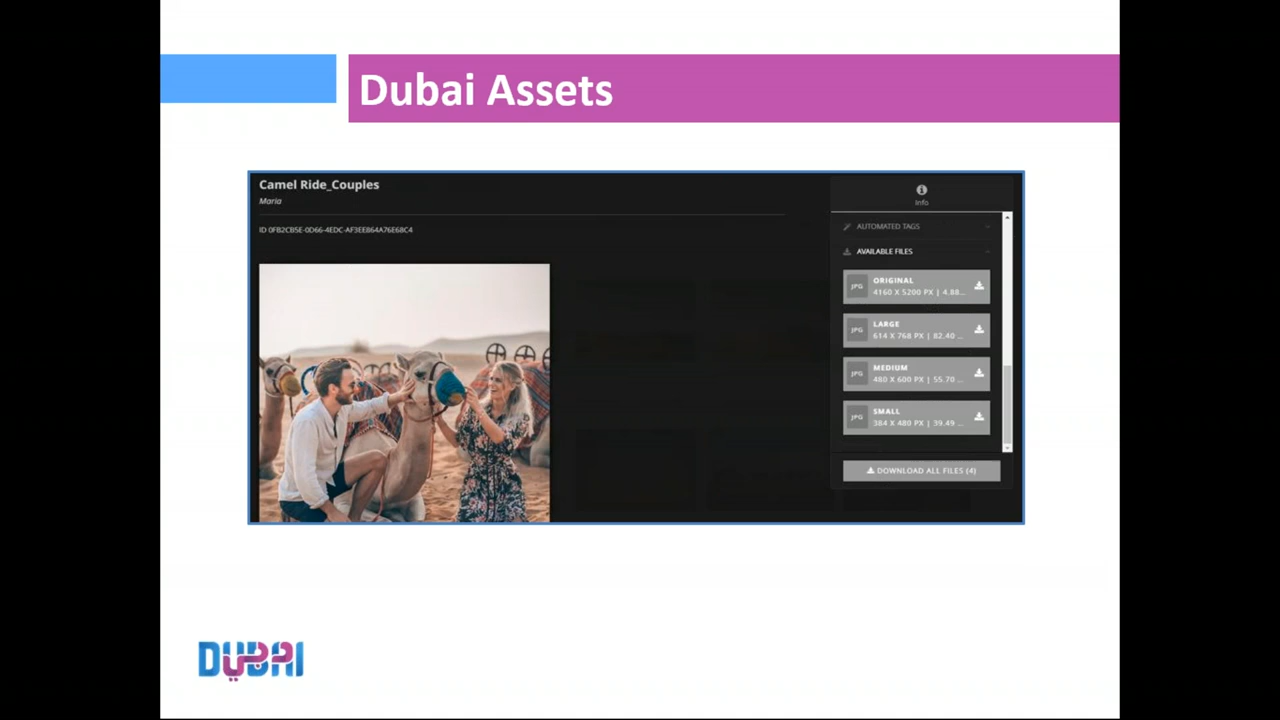 Dubai Assets
Camel Ride_Couples
Maria
ID 0FB2CB5E-0D66-4EDC-AF3EE864A76E68C4
Info
AUTOMATED TAGS
AVAILABLE FILES
JPG
ORIGINAL
4160 X 5200 PX | 4.88...
JPG
LARGE
614 X 768 PX | 82.40 ...
JPG
MEDIUM
480 X 600 PX | 55.70 ...
JPG
SMALL
384 X 480 PX | 39.49 ...
DOWNLOAD ALL FILES (4)
DUBAI